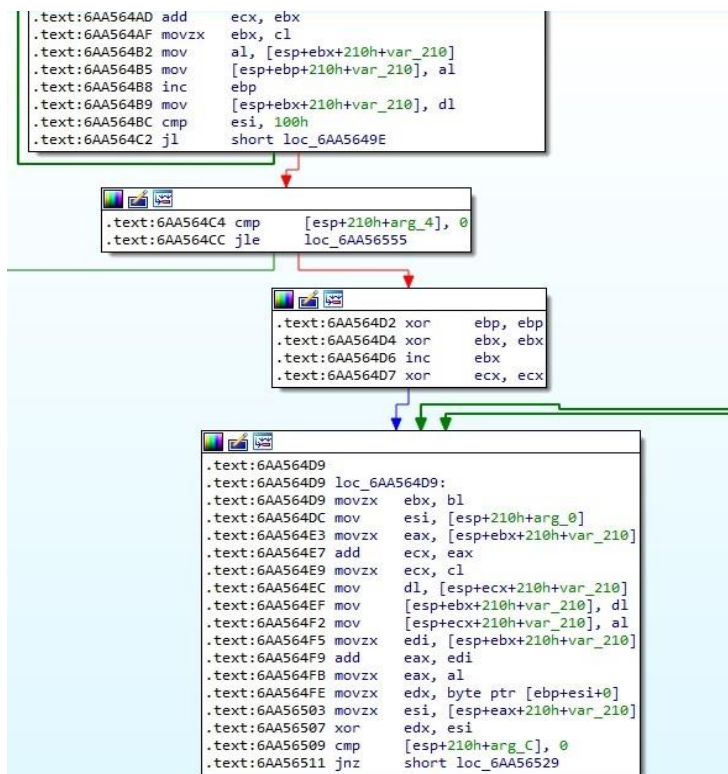 .text:6AA564AD add ecx, ebx
.text:6AA564AF movzx ebx, cl
.text:6AA564B2 mov al, [esp+ebx+210h+var_210]
.text:6AA564B5 mov [esp+ebp+210h+var_210], al
.text:6AA564B8 inc ebp
.text:6AA564B9 mov [esp+ebx+210h+var_210], dl
.text:6AA564BC cmp esi, 100h
.text:6AA564C2 jl short loc_6AA5649E
.text:6AA564C4 cmp [esp+210h+arg_4], 0
.text:6AA564CC jle loc_6AA56555
.text:6AA564D2 xor ebp, ebp
.text:6AA564D4 xor ebx, ebx
.text:6AA564D6 inc ebx
.text:6AA564D7 xor ecx, ecx
.text:6AA564D9
.text:6AA564D9 loc_6AA564D9:
.text:6AA564D9 movzx ebx, bl
.text:6AA564DC mov esi, [esp+210h+arg_0]
.text:6AA564E3 movzx eax, [esp+ebx+210h+var_210]
.text:6AA564E7 add ecx, eax
.text:6AA564E9 movzx ecx, cl
.text:6AA564EC mov dl, [esp+ecx+210h+var_210]
.text:6AA564EF mov [esp+ebx+210h+var_210], dl
.text:6AA564F2 mov [esp+ecx+210h+var_210], al
.text:6AA564F5 movzx edi, [esp+ebx+210h+var_210]
.text:6AA564F9 add eax, edi
.text:6AA564FB movzx eax, al
.text:6AA564FE movzx edx, byte ptr [ebp+esi+0]
.text:6AA56503 movzx esi, [esp+eax+210h+var_210]
.text:6AA56507 xor edx, esi
.text:6AA56509 cmp [esp+210h+arg_C], 0
.text:6AA56511 jnz short loc_6AA56529